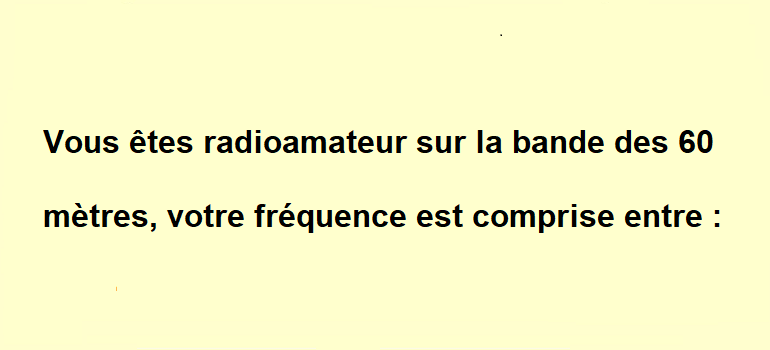 Vous êtes radioamateur sur la bande des 60
mètres, votre fréquence est comprise entre :